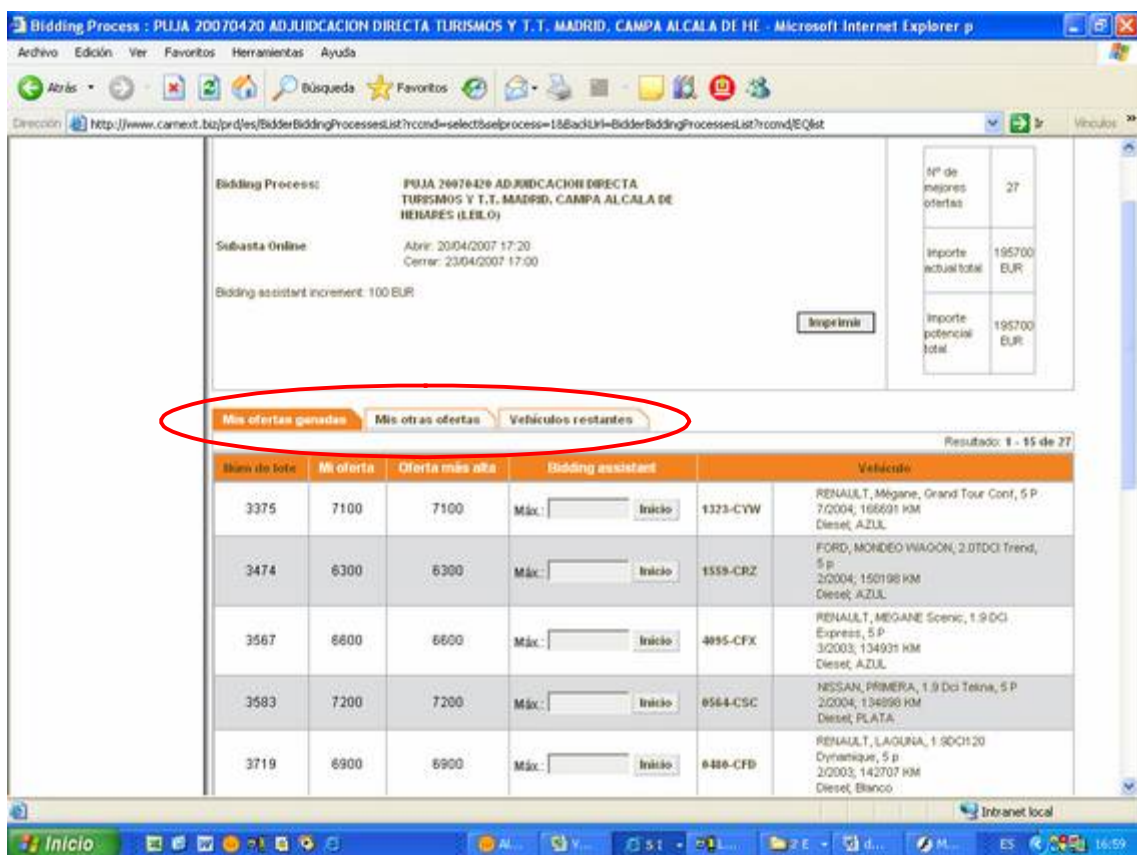 Bidding Process : PUJA 20070420 ADJUIDCACION DIRECTA TURISMOS Y T.T. MADRID. CAMPA ALCALA DE HE - Microsoft Internet Explorer p
Archivo Edición Ver Favoritos Herramientas Ayuda
Atrás Búsqueda Favoritos
Dirección http://www.carnext.biz/prd/es/BidderBiddingProcessesList?rcmd=select&selprocess=1&BackUrl=BidderBiddingProcessesList?rcmd/EQlist Ir Vínculos
Bidding Process: PUJA 20070420 ADJUIDCACION DIRECTA
TURISMOS Y T.T. MADRID. CAMPA ALCALA DE
HENARES (LEILO)
Nº de
mejores
ofertas
27
Subasta Online Abrir: 20/04/2007 17:20
Cerrar: 23/04/2007 17:00
Importe
actual total
195700
EUR
Bidding assistant increment: 100 EUR
Imprimir
Importe
potencial
total
195700
EUR
Mis ofertas ganadas Mis otras ofertas Vehículos restantes
Resultado: 1 - 15 de 27
Núm de lote Mi oferta Oferta más alta Bidding assistant Vehículo
3375 7100 7100 Máx.: Inicio 1323-CYW
RENAULT, Mégane, Grand Tour Conf, 5 P
7/2004; 166691 KM
Diesel; AZUL
3474 6300 6300 Máx.: Inicio 1559-CRZ
FORD, MONDEO WAGON, 2.0TDCI Trend,
5 p
2/2004; 150198 KM
Diesel; AZUL
3567 6600 6600 Máx.: Inicio 4095-CFX
RENAULT, MEGANE Scenic, 1.9 DCI
Express, 5 P
3/2003; 134931 KM
Diesel; AZUL
3583 7200 7200 Máx.: Inicio 0564-CSC
NISSAN, PRIMERA, 1.9 Dci Tekna, 5 P
2/2004; 134898 KM
Diesel; PLATA
3719 6900 6900 Máx.: Inicio 0480-CFD
RENAULT, LAGUNA, 1.9DCI120
Dynamique, 5 p
2/2003; 142707 KM
Diesel; Blanco
Intranet local
Inicio Al... V... S I L... 2 E d... M... ES 16:59